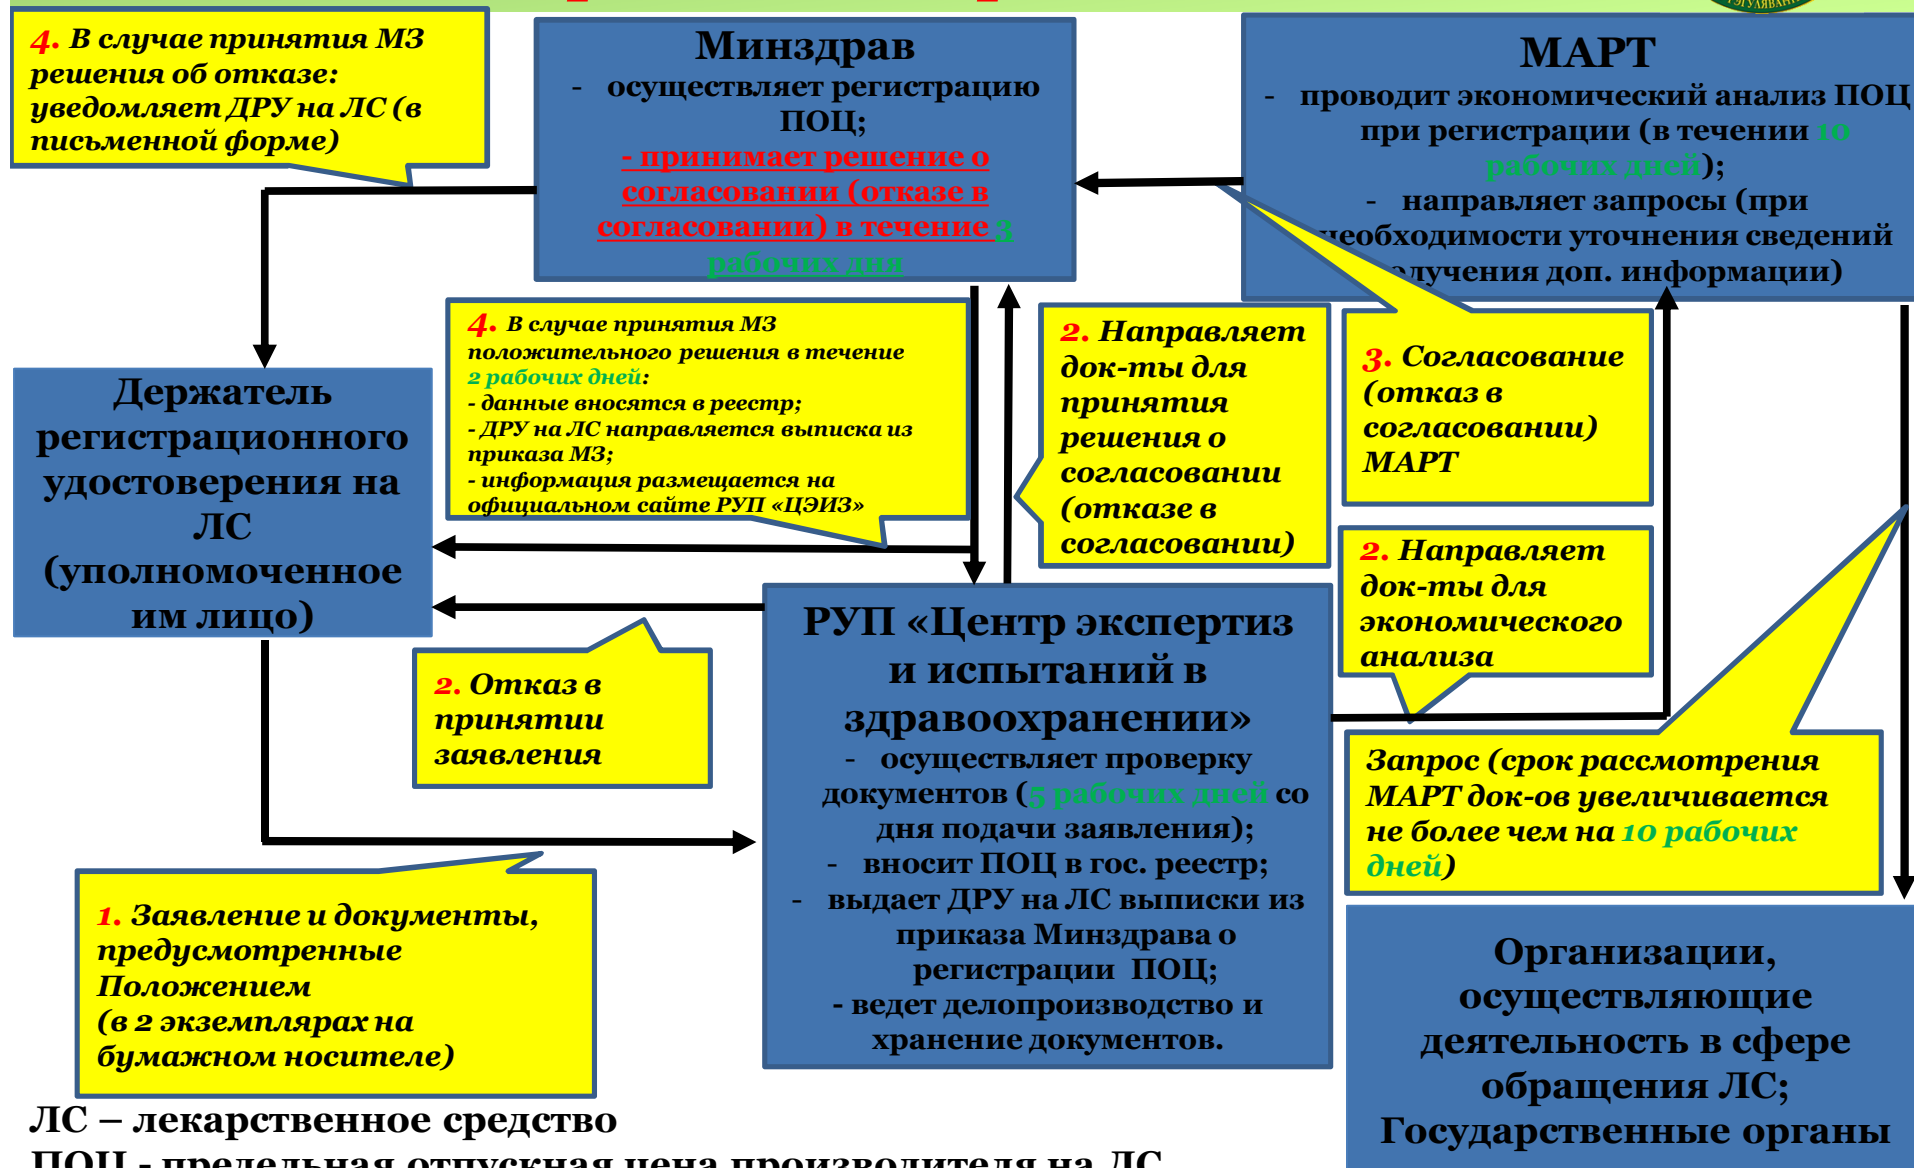 4. В случае принятия МЗ
решения об отказе:
уведомляет ДРУ на ЛС (в
письменной форме)
Минздрав
- осуществляет регистрацию
ПОЦ;
- принимает решение о
согласовании (отказе в
согласовании) в течение 3
рабочих дня
МАРТ
- проводит экономический анализ ПОЦ
при регистрации (в течении 10
рабочих дней);
- направляет запросы (при
необходимости уточнения сведений
получения доп. информации)
4. В случае принятия МЗ
положительного решения в течение
2 рабочих дней:
- данные вносятся в реестр;
- ДРУ на ЛС направляется выписка из
приказа МЗ;
- информация размещается на
официальном сайте РУП «ЦЭИЗ»
2. Направляет
док-ты для
принятия
решения о
согласовании
(отказе в
согласовании)
3. Согласование
(отказ в
согласовании)
МАРТ
Держатель
регистрационного
удостоверения на
ЛС
(уполномоченное
им лицо)
2. Направляет
док-ты для
экономического
анализа
2. Отказ в
принятии
заявления
РУП «Центр экспертиз
и испытаний в
здравоохранении»
- осуществляет проверку
документов (5 рабочих дней со
дня подачи заявления);
- вносит ПОЦ в гос. реестр;
- выдает ДРУ на ЛС выписки из
приказа Минздрава о
регистрации ПОЦ;
- ведет делопроизводство и
хранение документов.
Запрос (срок рассмотрения
МАРТ док-ов увеличивается
не более чем на 10 рабочих
дней)
1. Заявление и документы,
предусмотренные
Положением
(в 2 экземплярах на
бумажном носителе)
Организации,
осуществляющие
деятельность в сфере
обращения ЛС;
Государственные органы
ЛС – лекарственное средство
ПОЦ - предельная отпускная цена производителя на ЛС